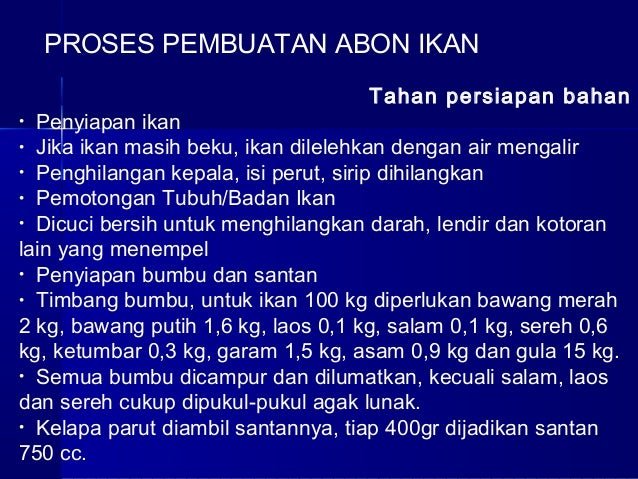 PROSES PEMBUATAN ABON IKAN
Tahan persiapan bahan
• Penyiapan ikan
• Jika ikan masih beku, ikan dilelehkan dengan air mengalir
• Penghilangan kepala, isi perut, sirip dihilangkan
• Pemotongan Tubuh/Badan Ikan
• Dicuci bersih untuk menghilangkan darah, lendir dan kotoran
lain yang menempel
• Penyiapan bumbu dan santan
• Timbang bumbu, untuk ikan 100 kg diperlukan bawang merah
2 kg, bawang putih 1,6 kg, laos 0,1 kg, salam 0,1 kg, sereh 0,6
kg, ketumbar 0,3 kg, garam 1,5 kg, asam 0,9 kg dan gula 15 kg.
• Semua bumbu dicampur dan dilumatkan, kecuali salam, laos
dan sereh cukup dipukul-pukul agak lunak.
• Kelapa parut diambil santannya, tiap 400gr dijadikan santan
750 cc.